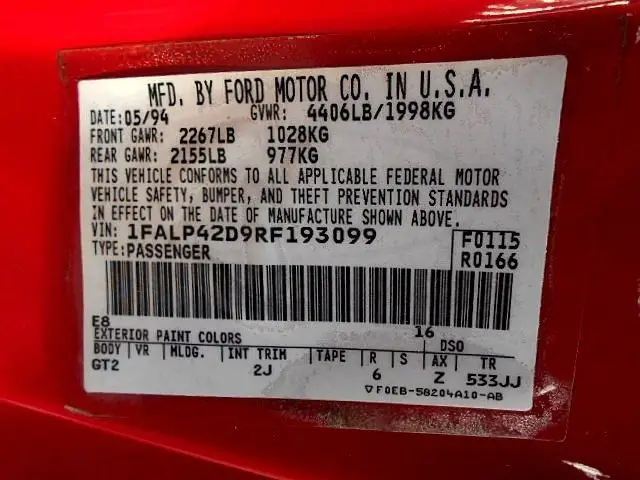 MFD. BY FORD MOTOR CO. IN U.S.A.
DATE: 05/94 GVWR: 4406LB/1998KG
FRONT GAWR: 2267LB 1028KG
REAR GAWR: 2155LB 977KG
THIS VEHICLE CONFORMS TO ALL APPLICABLE FEDERAL MOTOR
VEHICLE SAFETY, BUMPER, AND THEFT PREVENTION STANDARDS
IN EFFECT ON THE DATE OF MANUFACTURE SHOWN ABOVE.
VIN: 1FALP42D9RF193099 F0115
TYPE: PASSENGER R0166
E8 16
EXTERIOR PAINT COLORS DSO
BODY VR MLDG. INT TRIM TAPE R S AX TR
GT2 2J 6 Z 533JJ
▽F0EB-58204A10-AB